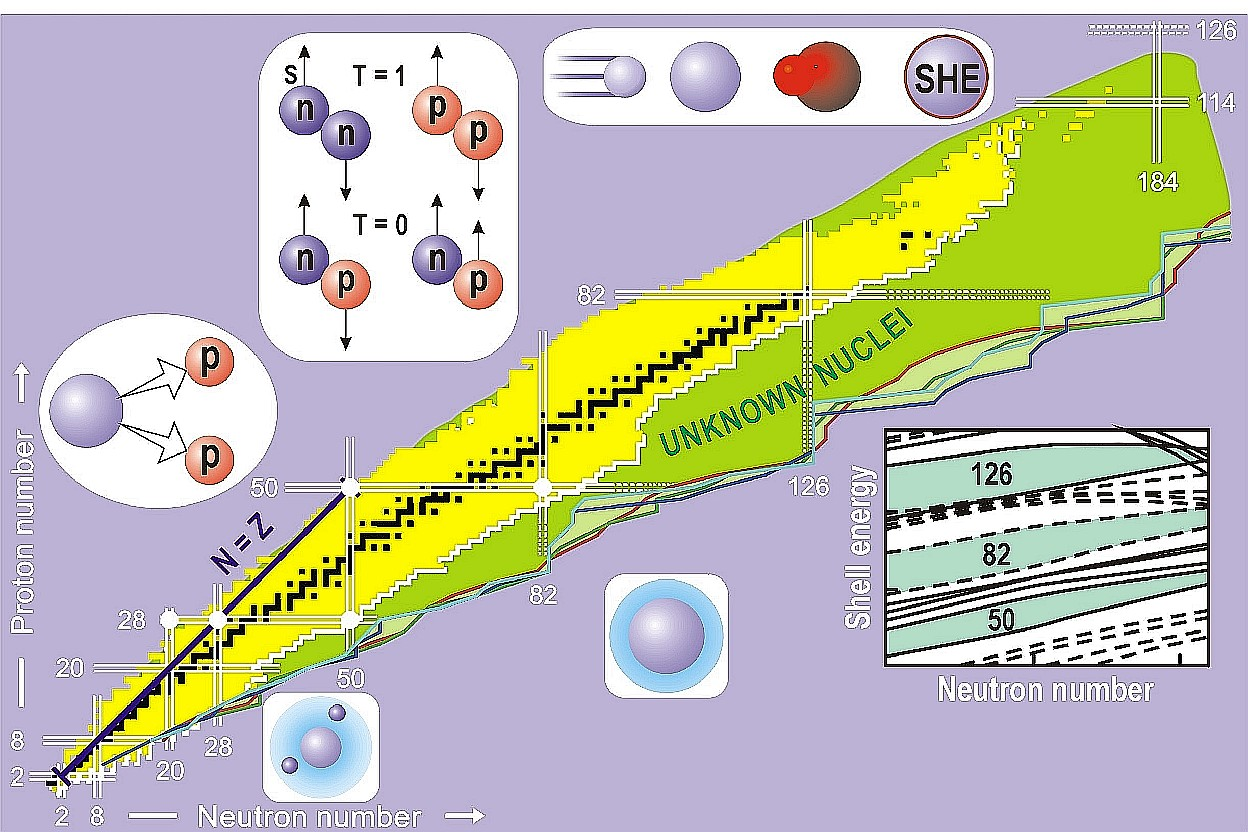 126
S
T = 1
n
n
p
p
SHE
114
184
T = 0
n
p
n
p
82
UNKNOWN NUCLEI
p
p
50
126
N = Z
82
28
50
20
28
20
8
2
2
8
Proton number
Neutron number
Shell energy
126
82
50
Neutron number